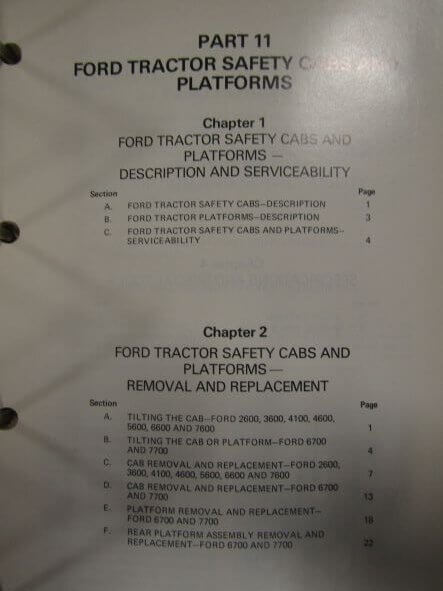 PART 11
FORD TRACTOR SAFETY CABS AND
PLATFORMS
Chapter 1
FORD TRACTOR SAFETY CABS AND
PLATFORMS —
DESCRIPTION AND SERVICEABILITY
Section Page
A. FORD TRACTOR SAFETY CABS—DESCRIPTION 1
B. FORD TRACTOR PLATFORMS—DESCRIPTION 3
C. FORD TRACTOR SAFETY CABS AND PLATFORMS—
SERVICEABILITY 4
Chapter 2
FORD TRACTOR SAFETY CABS AND
PLATFORMS —
REMOVAL AND REPLACEMENT
Section Page
A. TILTING THE CAB—FORD 2600, 3600, 4100, 4600,
5600, 6600 AND 7600 1
B. TILTING THE CAB OR PLATFORM—FORD 6700
AND 7700 4
C. CAB REMOVAL AND REPLACEMENT—FORD 2600,
3600, 4100, 4600, 5600, 6600 AND 7600 7
D. CAB REMOVAL AND REPLACEMENT—FORD 6700
AND 7700 13
E. PLATFORM REMOVAL AND REPLACEMENT—
FORD 6700 AND 7700 18
F. REAR PLATFORM ASSEMBLY REMOVAL AND
REPLACEMENT—FORD 6700 AND 7700 22